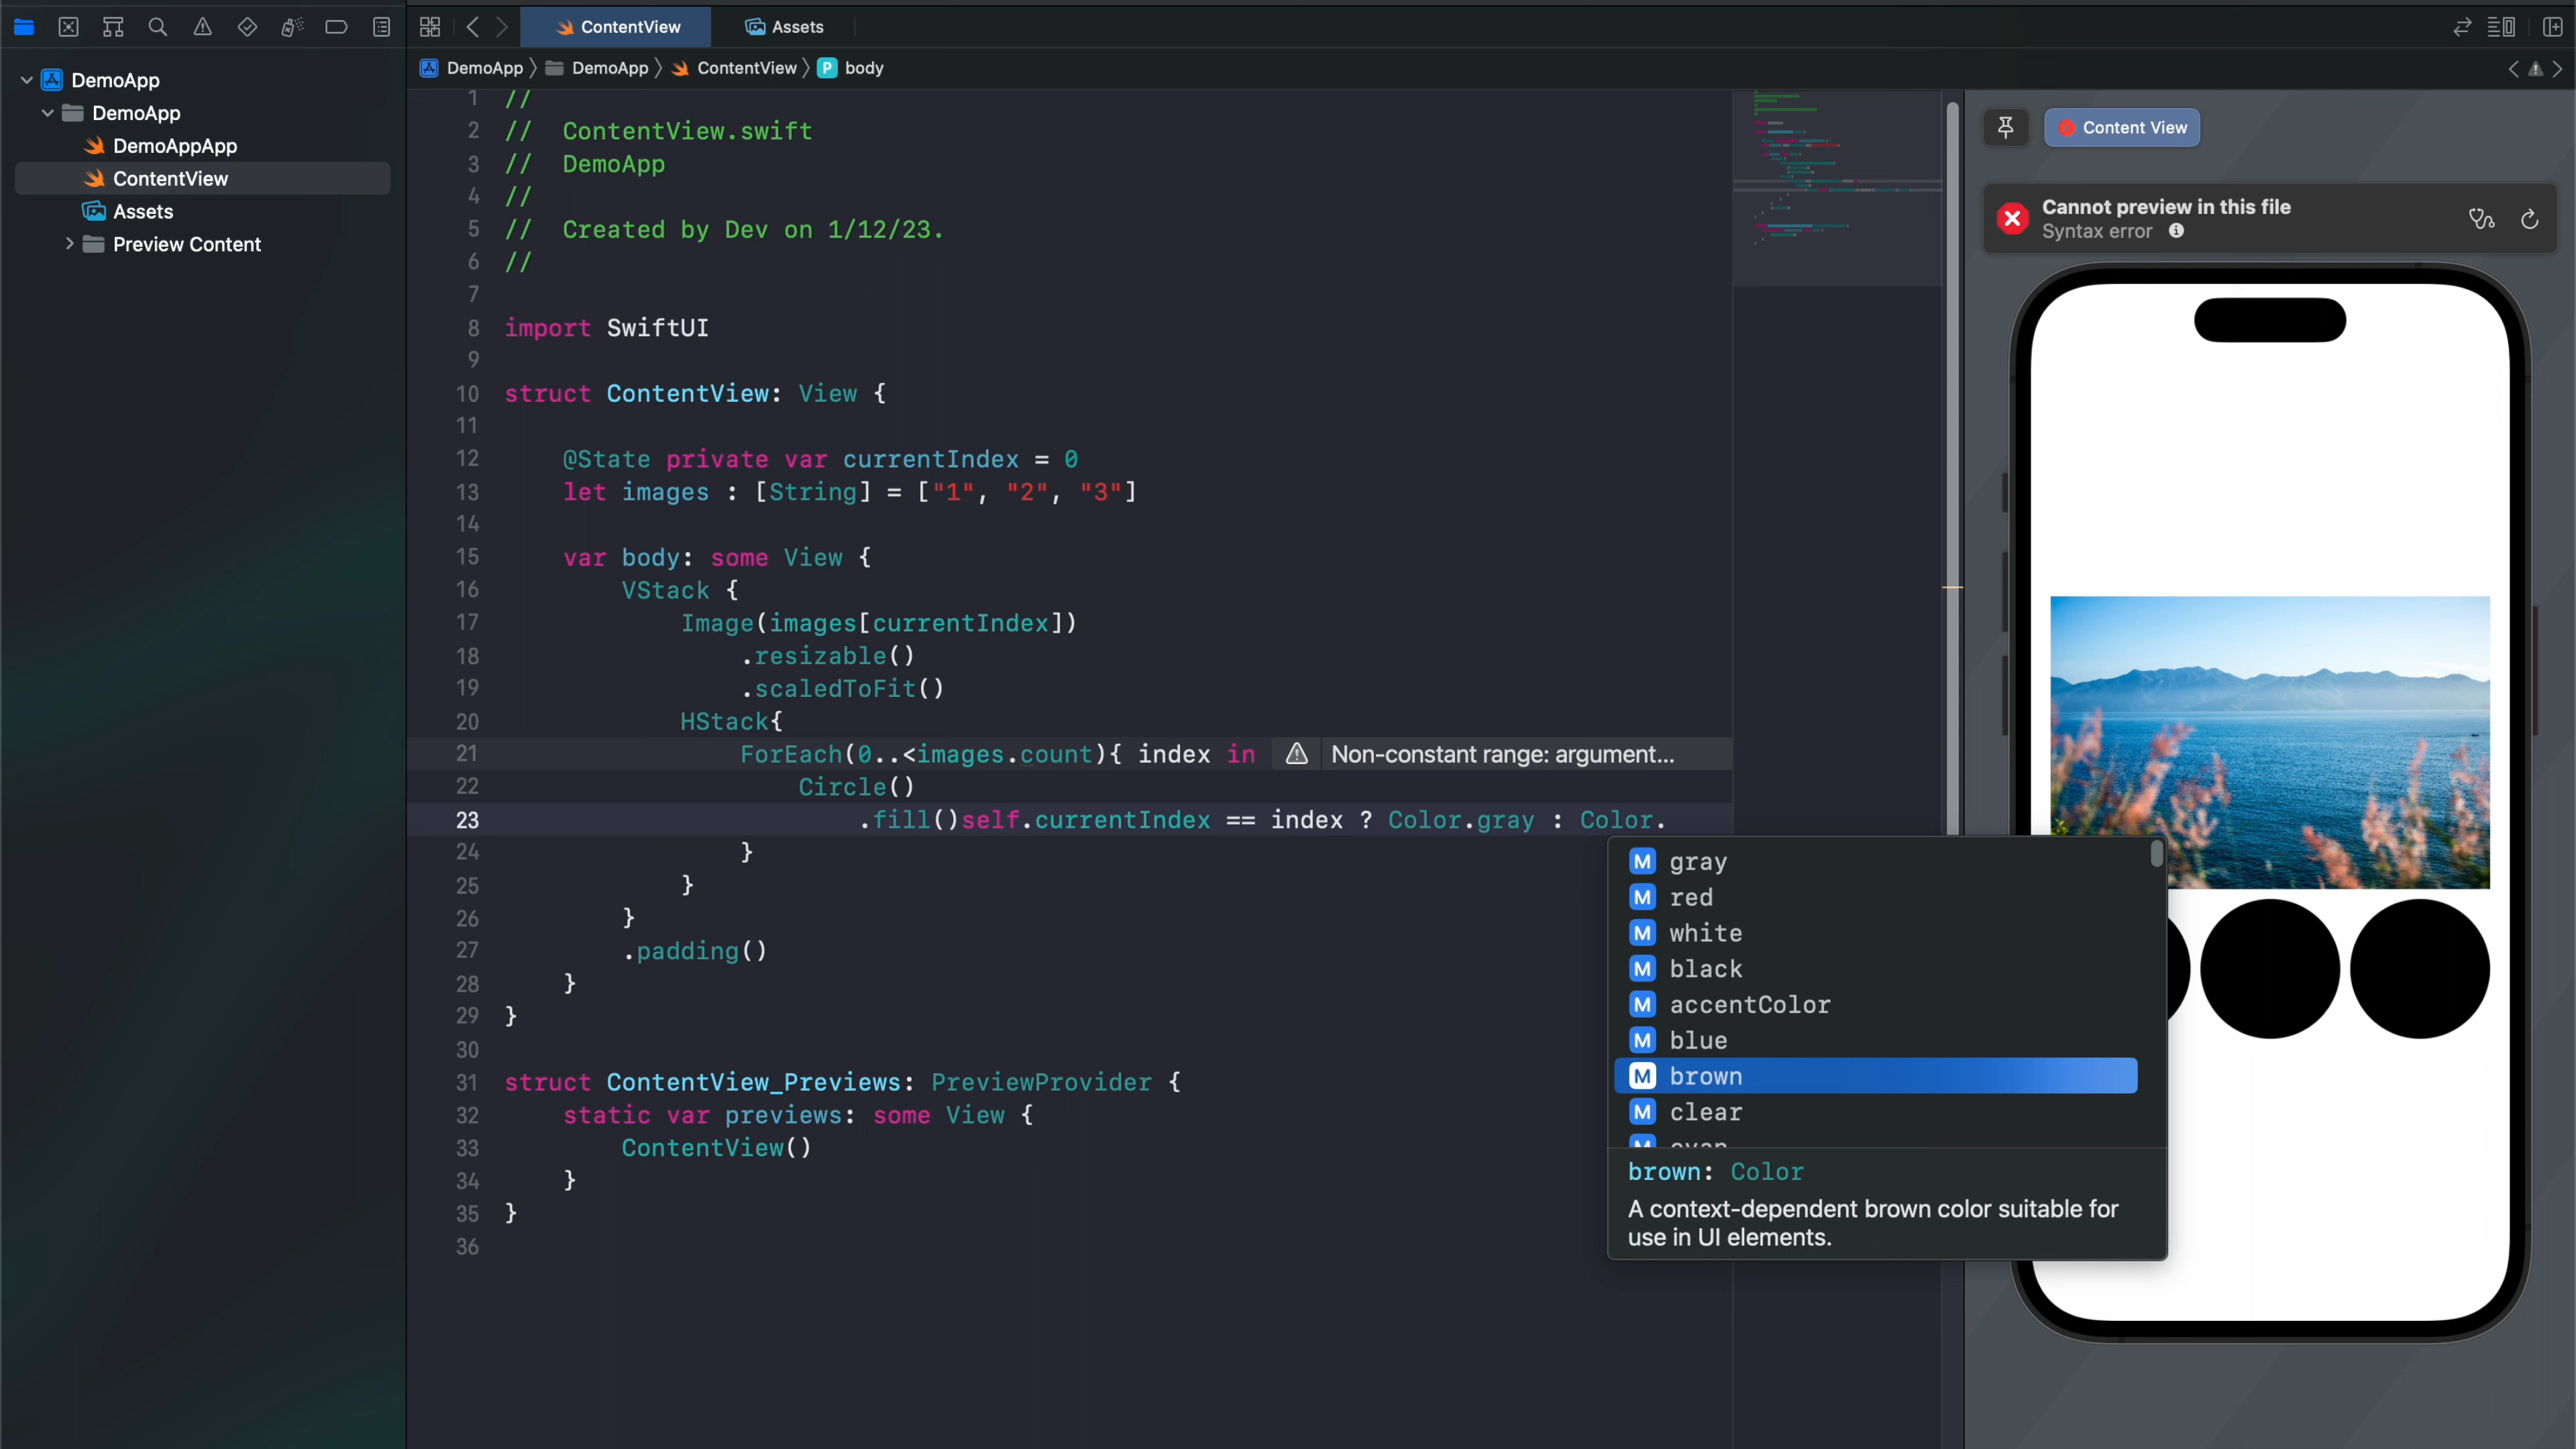 ContentView
Assets
DemoApp
DemoApp
DemoAppApp
ContentView
Assets
Preview Content
DemoApp DemoApp ContentView P body
1 //
2 //  ContentView.swift
3 //  DemoApp
4 //
5 //  Created by Dev on 1/12/23.
6 //
7
8 import SwiftUI
9
10 struct ContentView: View {
11
12     @State private var currentIndex = 0
13     let images : [String] = ["1", "2", "3"]
14
15     var body: some View {
16         VStack {
17             Image(images[currentIndex])
18                 .resizable()
19                 .scaledToFit()
20             HStack{
21                 ForEach(0..<images.count){ index in Non-constant range: argument...
22                     Circle()
23                         .fill()self.currentIndex == index ? Color.gray : Color.
24                 }
25             }
26         }
27         .padding()
28     }
29 }
30
31 struct ContentView_Previews: PreviewProvider {
32     static var previews: some View {
33         ContentView()
34     }
35 }
36
M gray
M red
M white
M black
M accentColor
M blue
M brown
M clear
M cyan
brown: Color
A context-dependent brown color suitable for
use in UI elements.
Content View
Cannot preview in this file
Syntax error